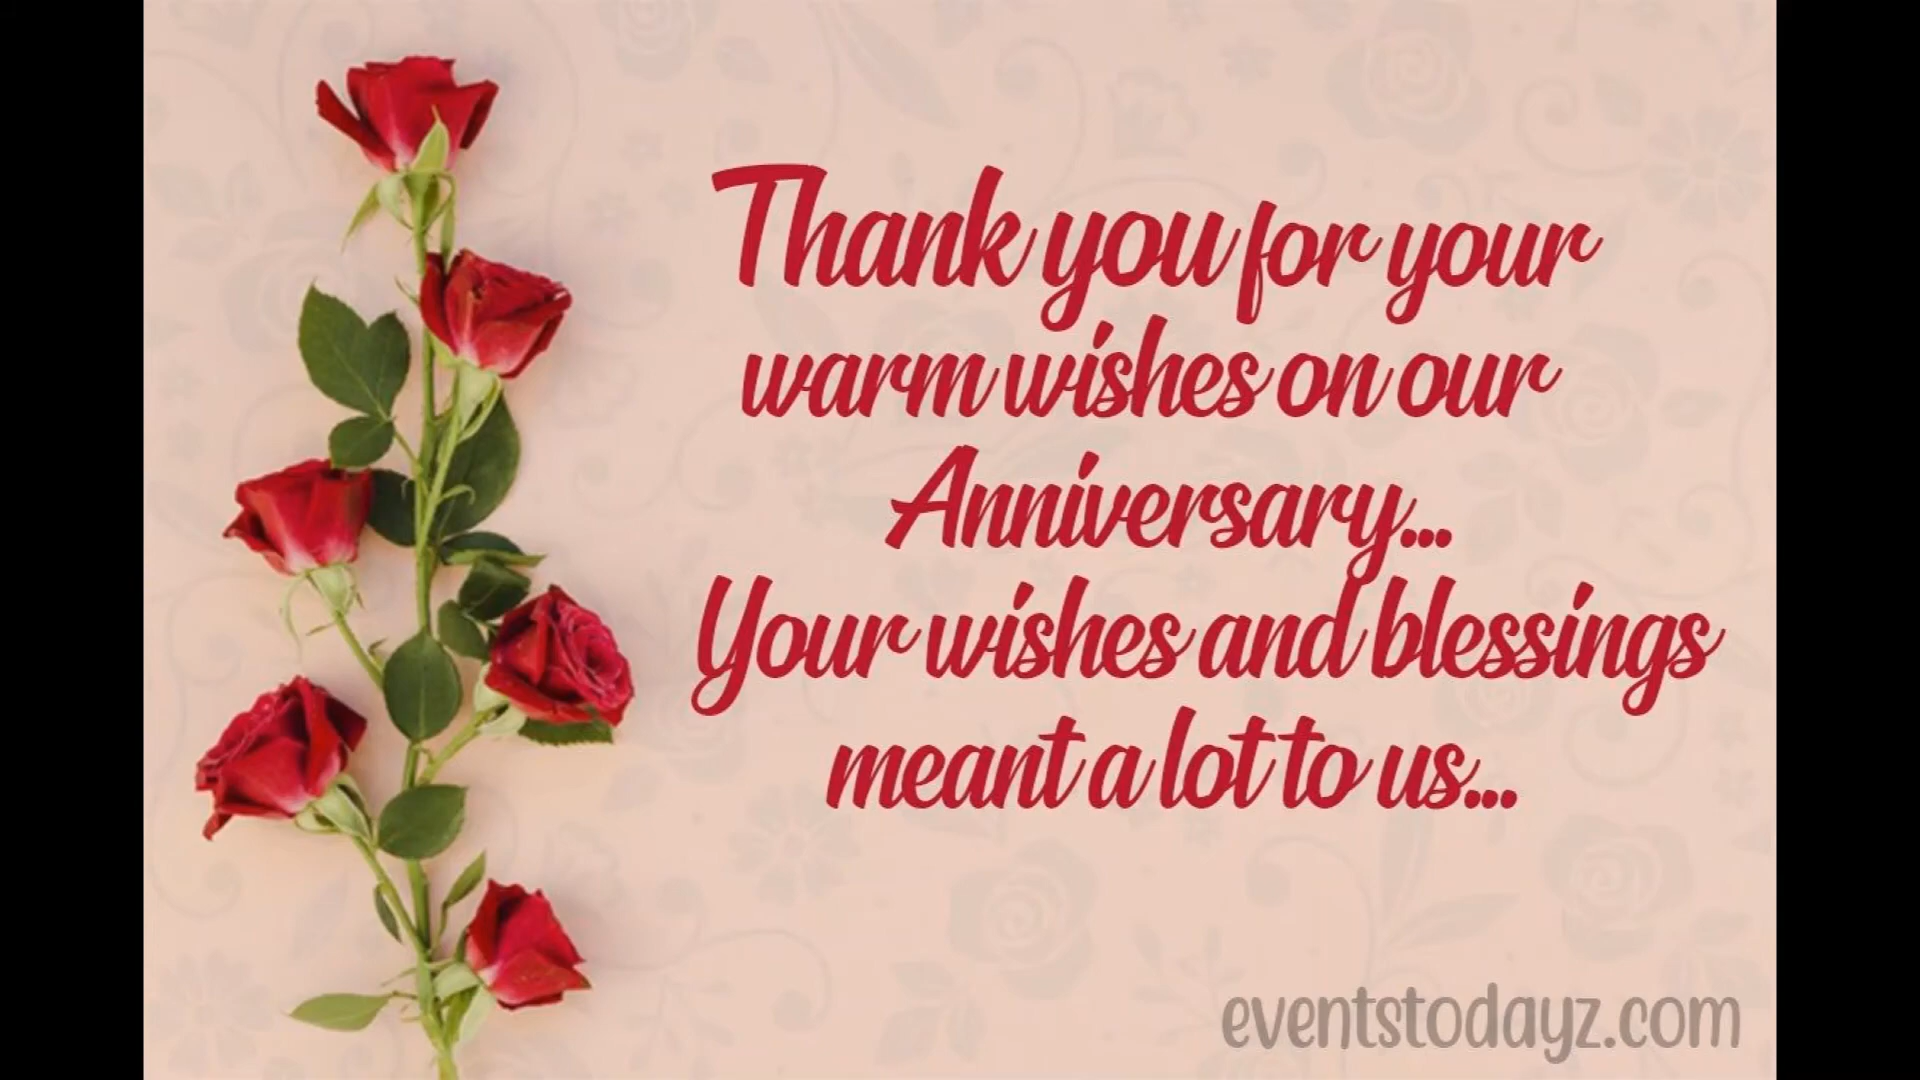 Thank you for your
warm wishes on our
Anniversary...
Your wishes and blessings
meant a lot to us...
eventstodayz.com